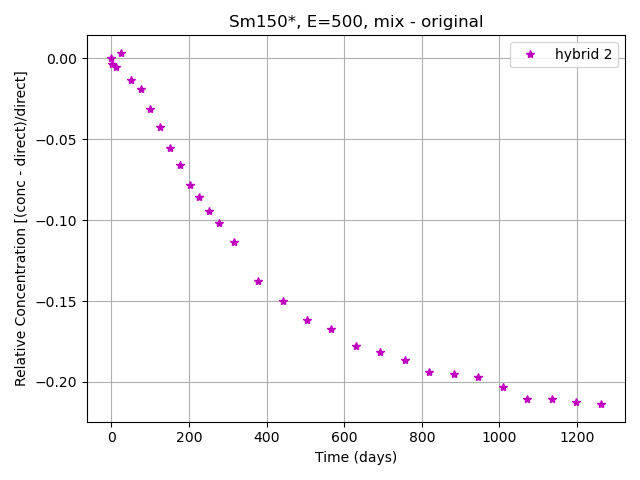 Sm150*, E=500, mix - original
hybrid 2
0.00
−0.05
−0.10
−0.15
−0.20
Relative Concentration [(conc - direct)/direct]
0 200 400 600 800 1000 1200
Time (days)